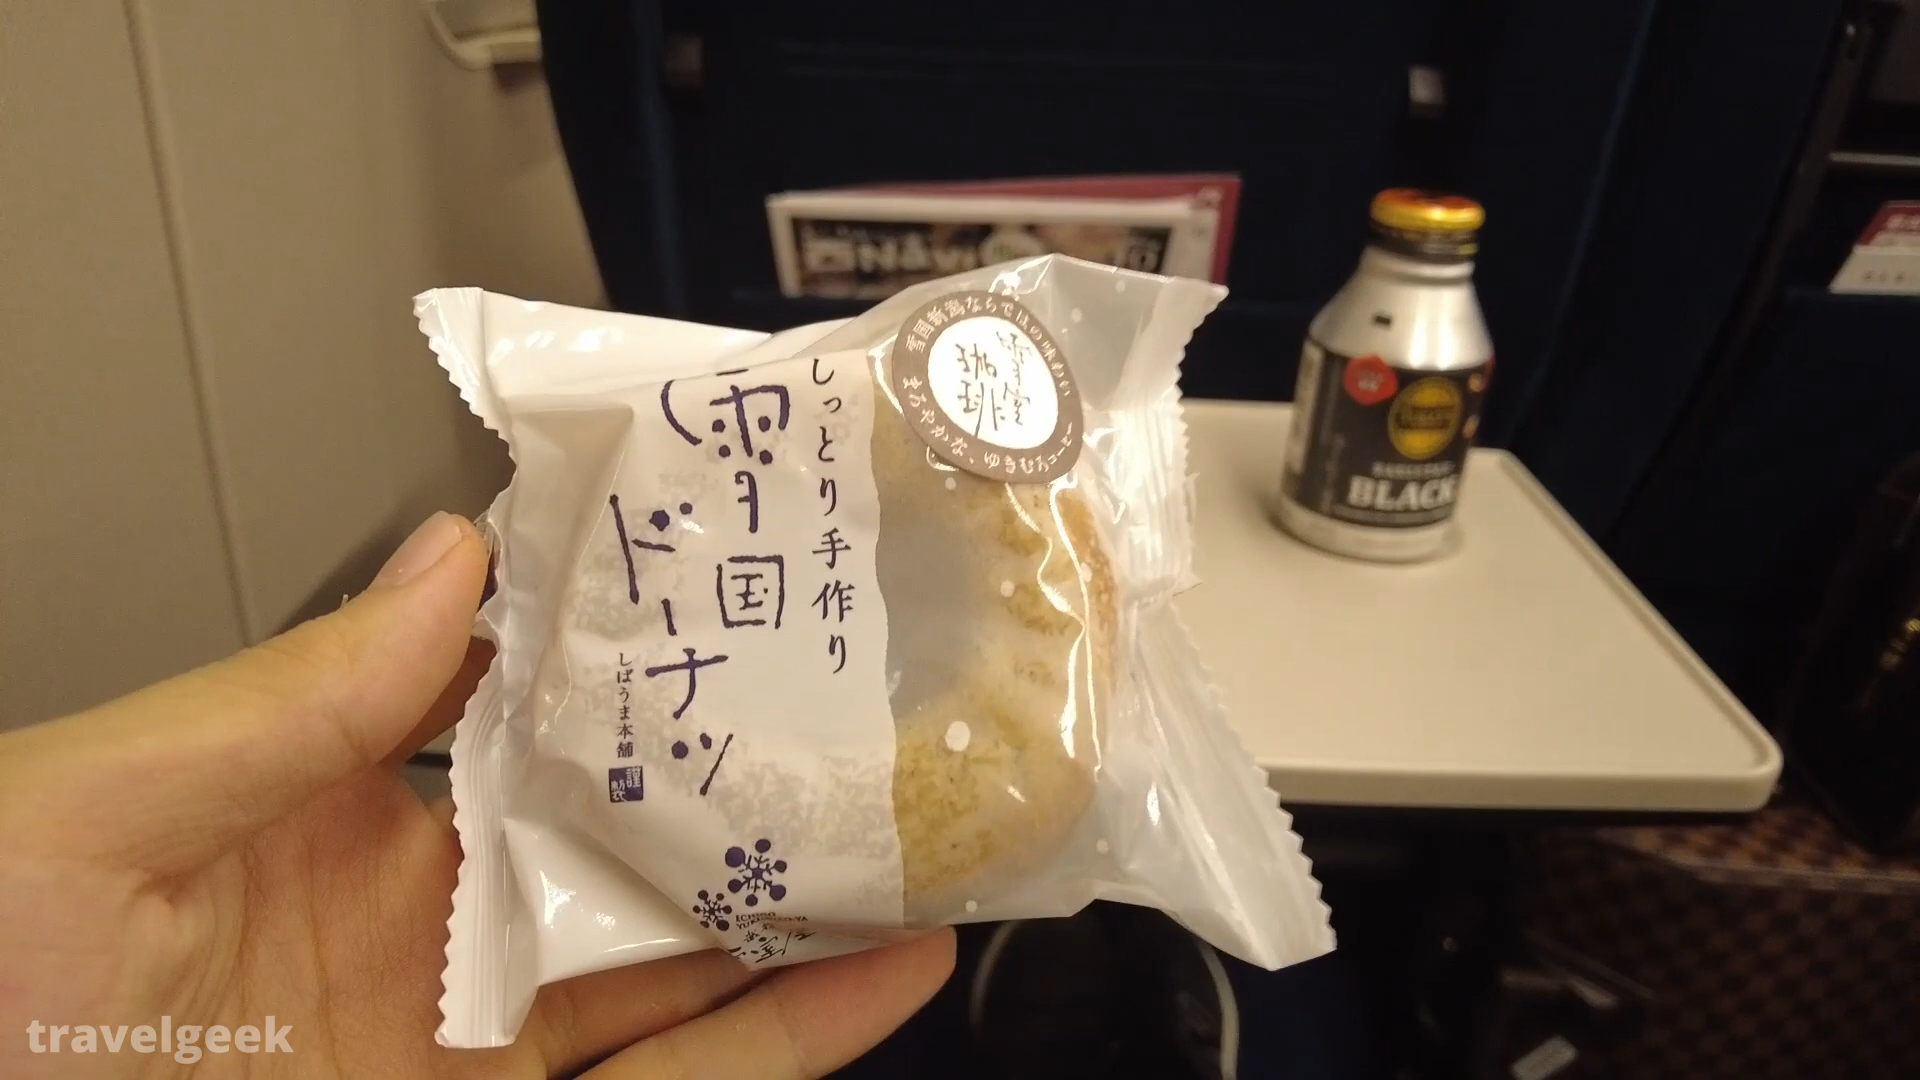 雪国新潟ならではの味わい
雪室
珈琲
まろやかな、ゆきむろコーヒー
しっとり手作り
雪国
ドーナツ
しばうま本舗
謹製
BLACK
travelgeek